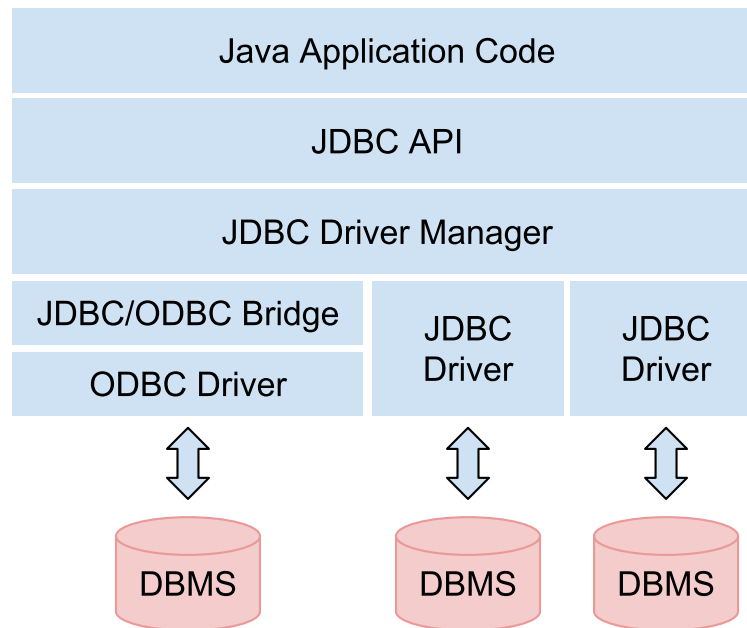 Java Application Code
JDBC API
JDBC Driver Manager
JDBC/ODBC Bridge
ODBC Driver
JDBC
Driver
JDBC
Driver
DBMS
DBMS
DBMS